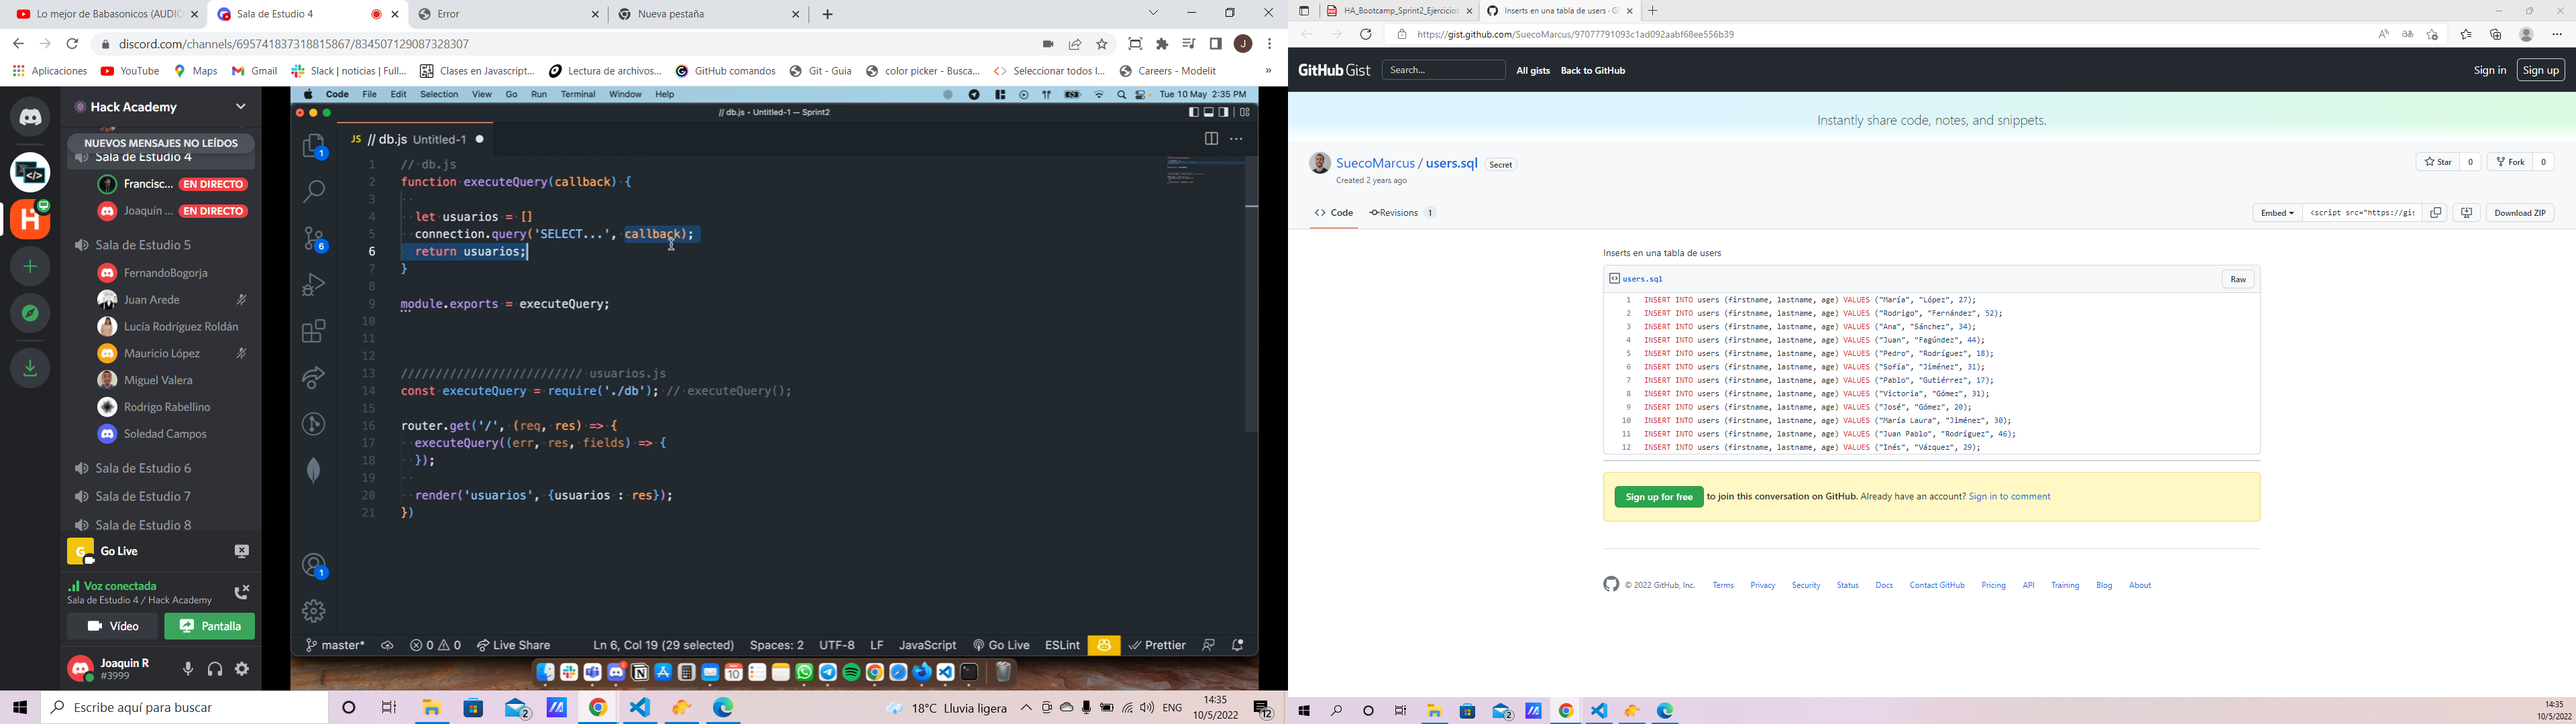 Lo mejor de Babasonicos (AUDIO
Sala de Estudio 4
Error
Nueva pestaña
discord.com/channels/695741837318815867/834507129087328307
Aplicaciones
YouTube
Maps
Gmail
Slack | noticias | Full...
Clases en Javascript...
Lectura de archivos...
GitHub comandos
Git - Guia
color picker - Busca...
Seleccionar todos l...
Careers - Modelit
Hack Academy
NUEVOS MENSAJES NO LEÍDOS
Sala de Estudio 4
Francisc... EN DIRECTO
Joaquín ... EN DIRECTO
Sala de Estudio 5
FernandoBogorja
Juan Arede
Lucía Rodríguez Roldán
Mauricio López
Miguel Valera
Rodrigo Rabellino
Soledad Campos
Sala de Estudio 6
Sala de Estudio 7
Sala de Estudio 8
Go Live
Voz conectada
Sala de Estudio 4 / Hack Academy
Vídeo
Pantalla
Joaquin R
#3999
Code File Edit Selection View Go Run Terminal Window Help
Tue 10 May 2:35 PM
// db.js - Untitled-1 — Sprint2
JS // db.js Untitled-1
1 // db.js
2 function executeQuery(callback) {
3
4 let usuarios = []
5 connection.query('SELECT...', callback);
6 return usuarios;
7 }
8
9 module.exports = executeQuery;
10
11
12
13 ////////////////////////// usuarios.js
14 const executeQuery = require('./db'); // executeQuery();
15
16 router.get('/', (req, res) => {
17 executeQuery((err, res, fields) => {
18 });
19
20 render('usuarios', {usuarios : res});
21 })
master* 0 0 Live Share Ln 6, Col 19 (29 selected) Spaces: 2 UTF-8 LF JavaScript Go Live ESLint Prettier
Escribe aquí para buscar
18°C Lluvia ligera
ENG
14:35
10/5/2022
HA_Bootcamp_Sprint2_Ejercicios
Inserts en una tabla de users - Gi
https://gist.github.com/SuecoMarcus/97077791093c1ad092aabf68ee556b39
GitHub Gist
Search...
All gists
Back to GitHub
Sign in
Sign up
Instantly share code, notes, and snippets.
SuecoMarcus / users.sql Secret
Created 2 years ago
Star 0
Fork 0
Code
Revisions 1
Embed
<script src="https://gis
Download ZIP
Inserts en una tabla de users
users.sql
Raw
1 INSERT INTO users (firstname, lastname, age) VALUES ("María", "López", 27);
2 INSERT INTO users (firstname, lastname, age) VALUES ("Rodrigo", "Fernández", 52);
3 INSERT INTO users (firstname, lastname, age) VALUES ("Ana", "Sánchez", 34);
4 INSERT INTO users (firstname, lastname, age) VALUES ("Juan", "Fagúndez", 44);
5 INSERT INTO users (firstname, lastname, age) VALUES ("Pedro", "Rodríguez", 18);
6 INSERT INTO users (firstname, lastname, age) VALUES ("Sofía", "Jiménez", 31);
7 INSERT INTO users (firstname, lastname, age) VALUES ("Pablo", "Gutiérrez", 17);
8 INSERT INTO users (firstname, lastname, age) VALUES ("Victoria", "Gómez", 31);
9 INSERT INTO users (firstname, lastname, age) VALUES ("José", "Gómez", 20);
10 INSERT INTO users (firstname, lastname, age) VALUES ("María Laura", "Jiménez", 30);
11 INSERT INTO users (firstname, lastname, age) VALUES ("Juan Pablo", "Rodríguez", 46);
12 INSERT INTO users (firstname, lastname, age) VALUES ("Inés", "Vázquez", 29);
Sign up for free to join this conversation on GitHub. Already have an account? Sign in to comment
© 2022 GitHub, Inc. Terms Privacy Security Status Docs Contact GitHub Pricing API Training Blog About
14:35
10/5/2022